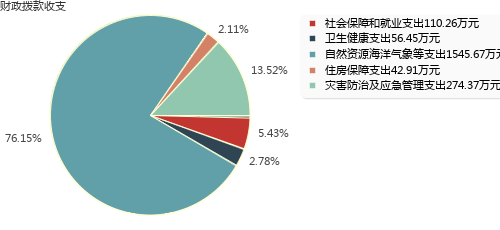 财政拨款收支
社会保障和就业支出110.26万元
卫生健康支出56.45万元
自然资源海洋气象等支出1545.67万元
住房保障支出42.91万元
灾害防治及应急管理支出274.37万元
2.11%
13.52%
76.15%
5.43%
2.78%